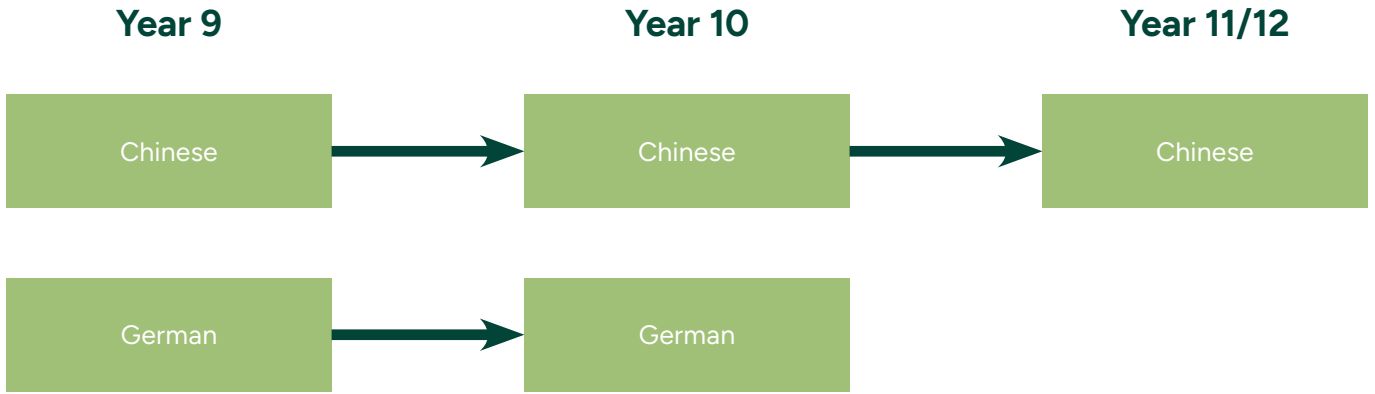 Year 9
Year 10
Year 11/12
Chinese
Chinese
Chinese
German
German